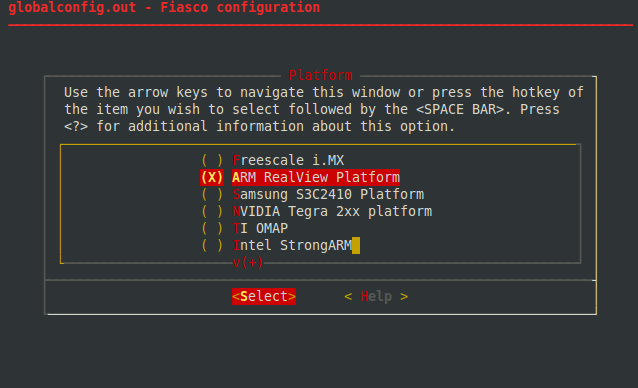 globalconfig.out - Fiasco configuration
Platform
Use the arrow keys to navigate this window or press the hotkey of
the item you wish to select followed by the <SPACE BAR>. Press
<?> for additional information about this option.
( ) Freescale i.MX
(X) ARM RealView Platform
( ) Samsung S3C2410 Platform
( ) NVIDIA Tegra 2xx platform
( ) TI OMAP
( ) Intel StrongARM
v(+)
<Select> < Help >